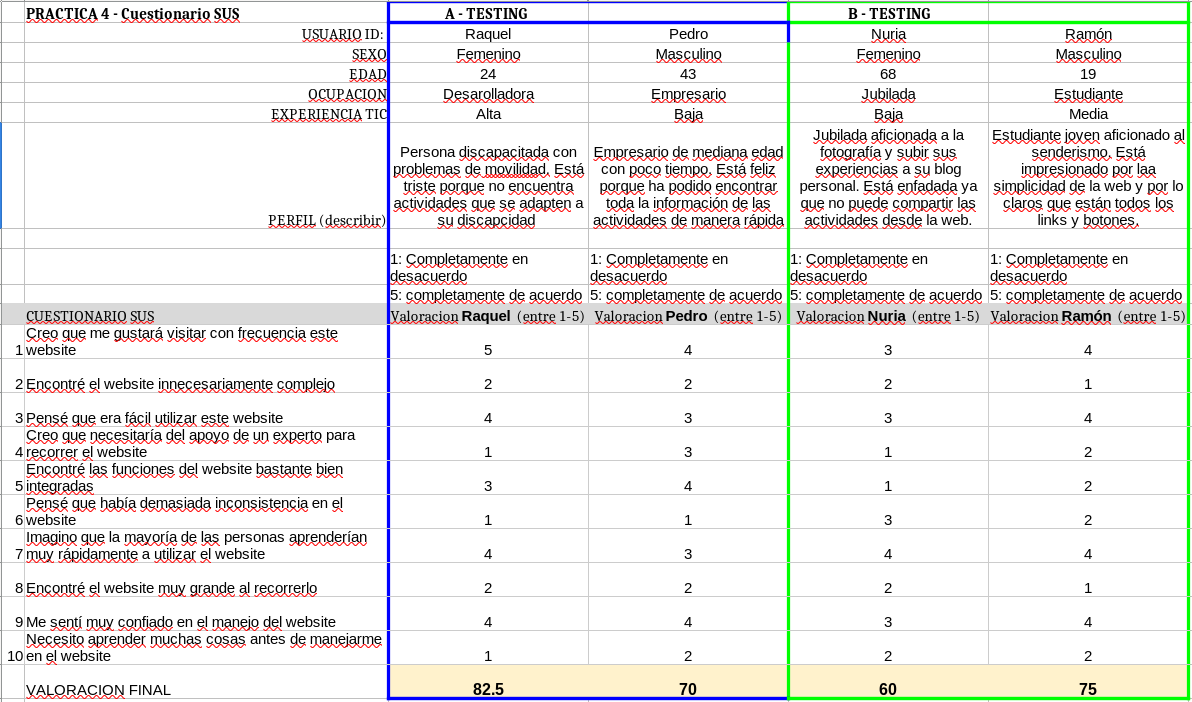 PRACTICA 4 - Cuestionario SUS A - TESTING B - TESTING
USUARIO ID: Raquel Pedro Nuria Ramón
SEXO Femenino Masculino Femenino Masculino
EDAD 24 43 68 19
OCUPACION Desarolladora Empresario Jubilada Estudiante
EXPERIENCIA TIC Alta Baja Baja Media
PERFIL (describir)
Persona discapacitada con
problemas de movilidad. Está
triste porque no encuentra
actividades que se adapten a
su discapcidad
Empresario de mediana edad
con poco tiempo. Está feliz
porque ha podido encontrar
toda la información de las
actividades de manera rápida
Jubilada aficionada a la
fotografía y subir sus
experiencias a su blog
personal. Está enfadada ya
que no puede compartir las
actividades desde la web.
Estudiante joven aficionado al
senderismo. Está
impresionado por laa
simplicidad de la web y por lo
claros que están todos los
links y botones.
1: Completamente en
desacuerdo
1: Completamente en
desacuerdo
1: Completamente en
desacuerdo
1: Completamente en
desacuerdo
5: completamente de acuerdo 5: completamente de acuerdo 5: completamente de acuerdo 5: completamente de acuerdo
CUESTIONARIO SUS Valoracion Raquel (entre 1-5) Valoracion Pedro (entre 1-5) Valoracion Nuria (entre 1-5) Valoracion Ramón (entre 1-5)
Creo que me gustará visitar con frecuencia este
1 website 5 4 3 4
2 Encontré el website innecesariamente complejo 2 2 2 1
3 Pensé que era fácil utilizar este website 4 3 3 4
Creo que necesitaría del apoyo de un experto para
4 recorrer el website 1 3 1 2
Encontré las funciones del website bastante bien
5 integradas 3 4 1 2
Pensé que había demasiada inconsistencia en el
6 website 1 1 3 2
Imagino que la mayoría de las personas aprenderían
7 muy rápidamente a utilizar el website 4 3 4 4
8 Encontré el website muy grande al recorrerlo 2 2 2 1
9 Me sentí muy confiado en el manejo del website 4 4 3 4
Necesito aprender muchas cosas antes de manejarme
10 en el website 1 2 2 2
VALORACION FINAL 82.5 70 60 75